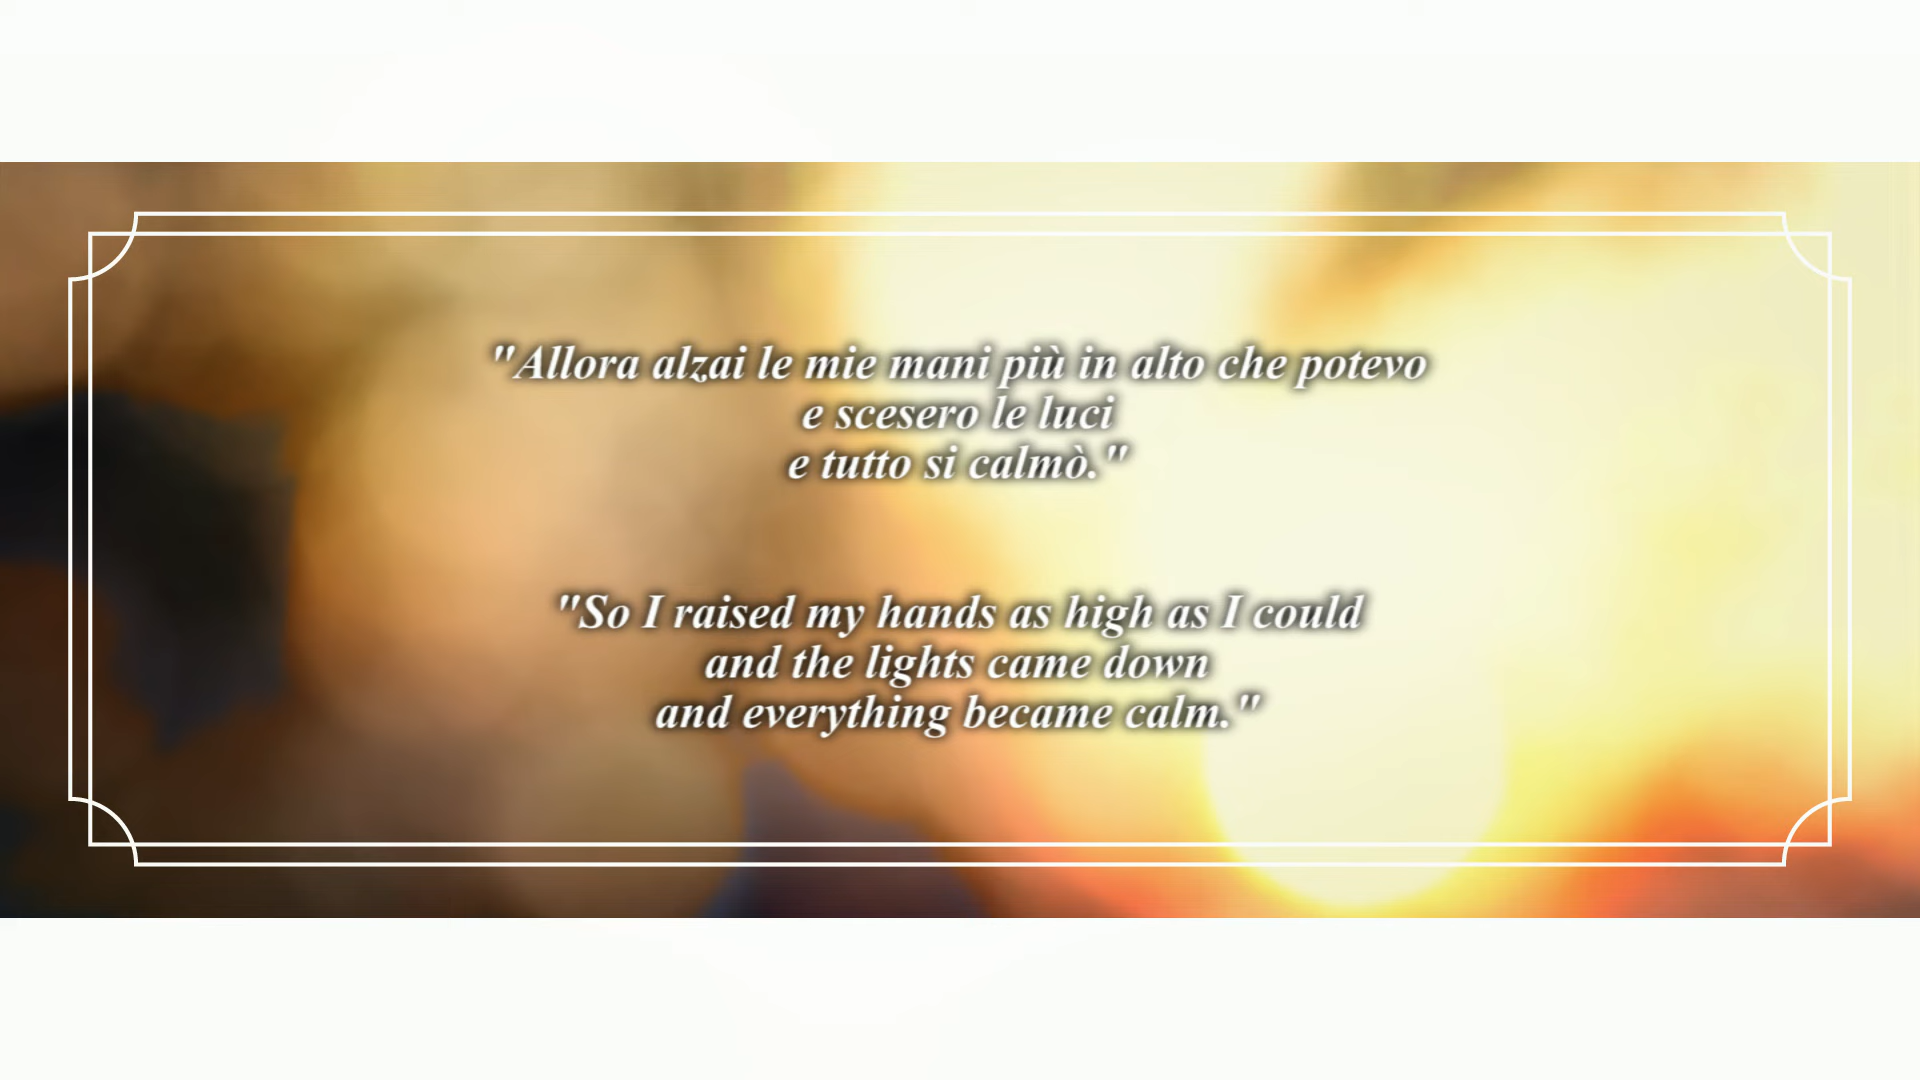 "Allora alzai le mie mani più in alto che potevo
e scesero le luci
e tutto si calmò."
"So I raised my hands as high as I could
and the lights came down
and everything became calm."